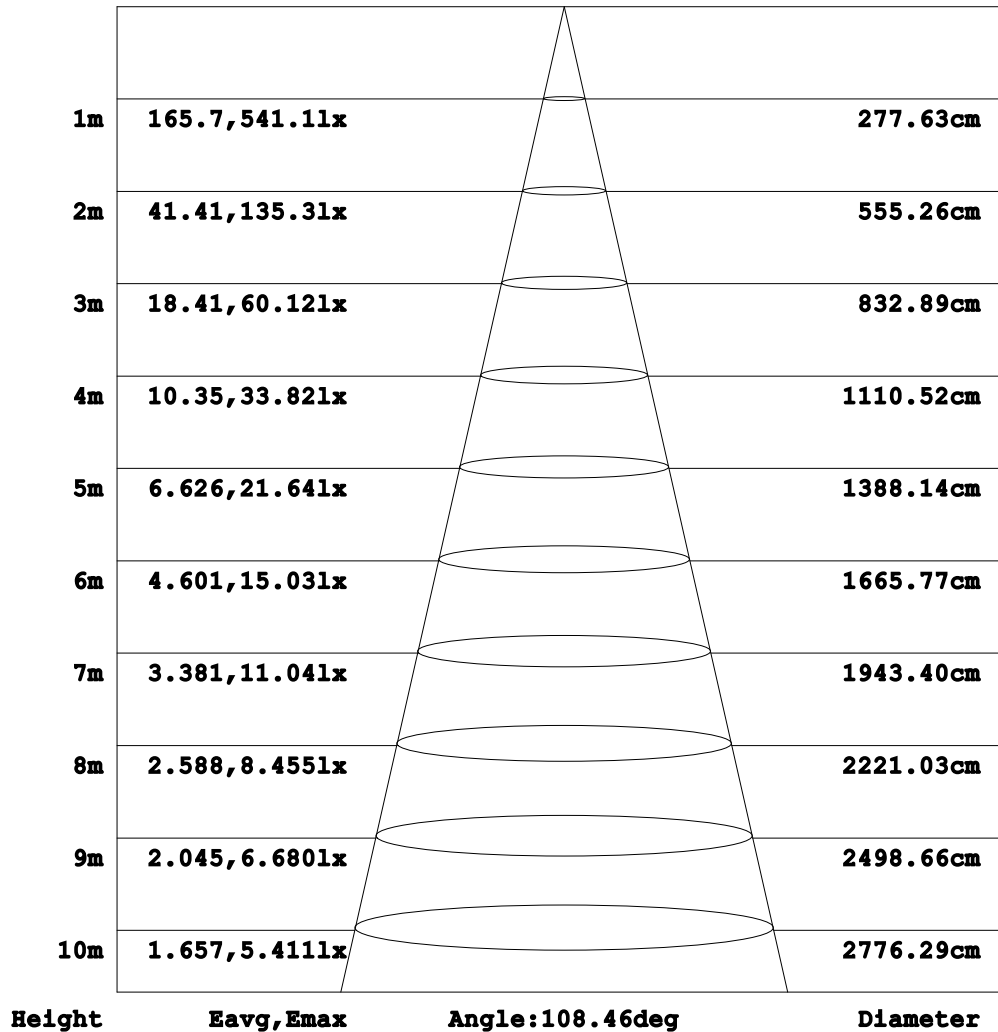 1m 165.7,541.1lx 277.63cm
2m 41.41,135.3lx 555.26cm
3m 18.41,60.12lx 832.89cm
4m 10.35,33.82lx 1110.52cm
5m 6.626,21.64lx 1388.14cm
6m 4.601,15.03lx 1665.77cm
7m 3.381,11.04lx 1943.40cm
8m 2.588,8.455lx 2221.03cm
9m 2.045,6.680lx 2498.66cm
10m 1.657,5.411lx 2776.29cm
Height Eavg,Emax Angle:108.46deg Diameter